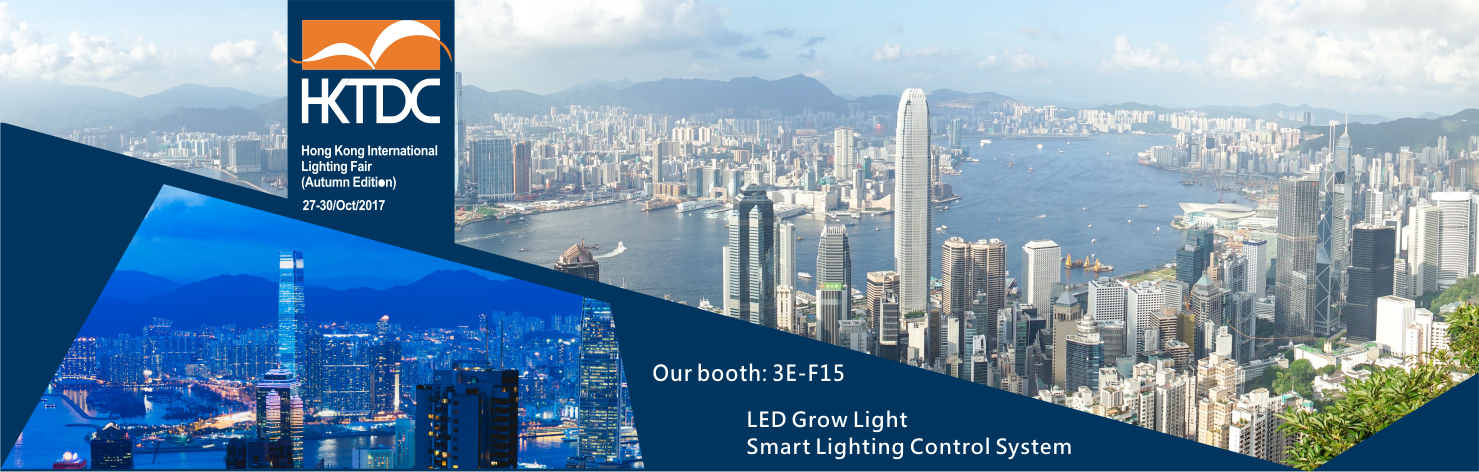 HKTDC
Hong Kong International
Lighting Fair
(Autumn Edition)
27-30/Oct/2017
Our booth: 3E-F15
LED Grow Light
Smart Lighting Control System